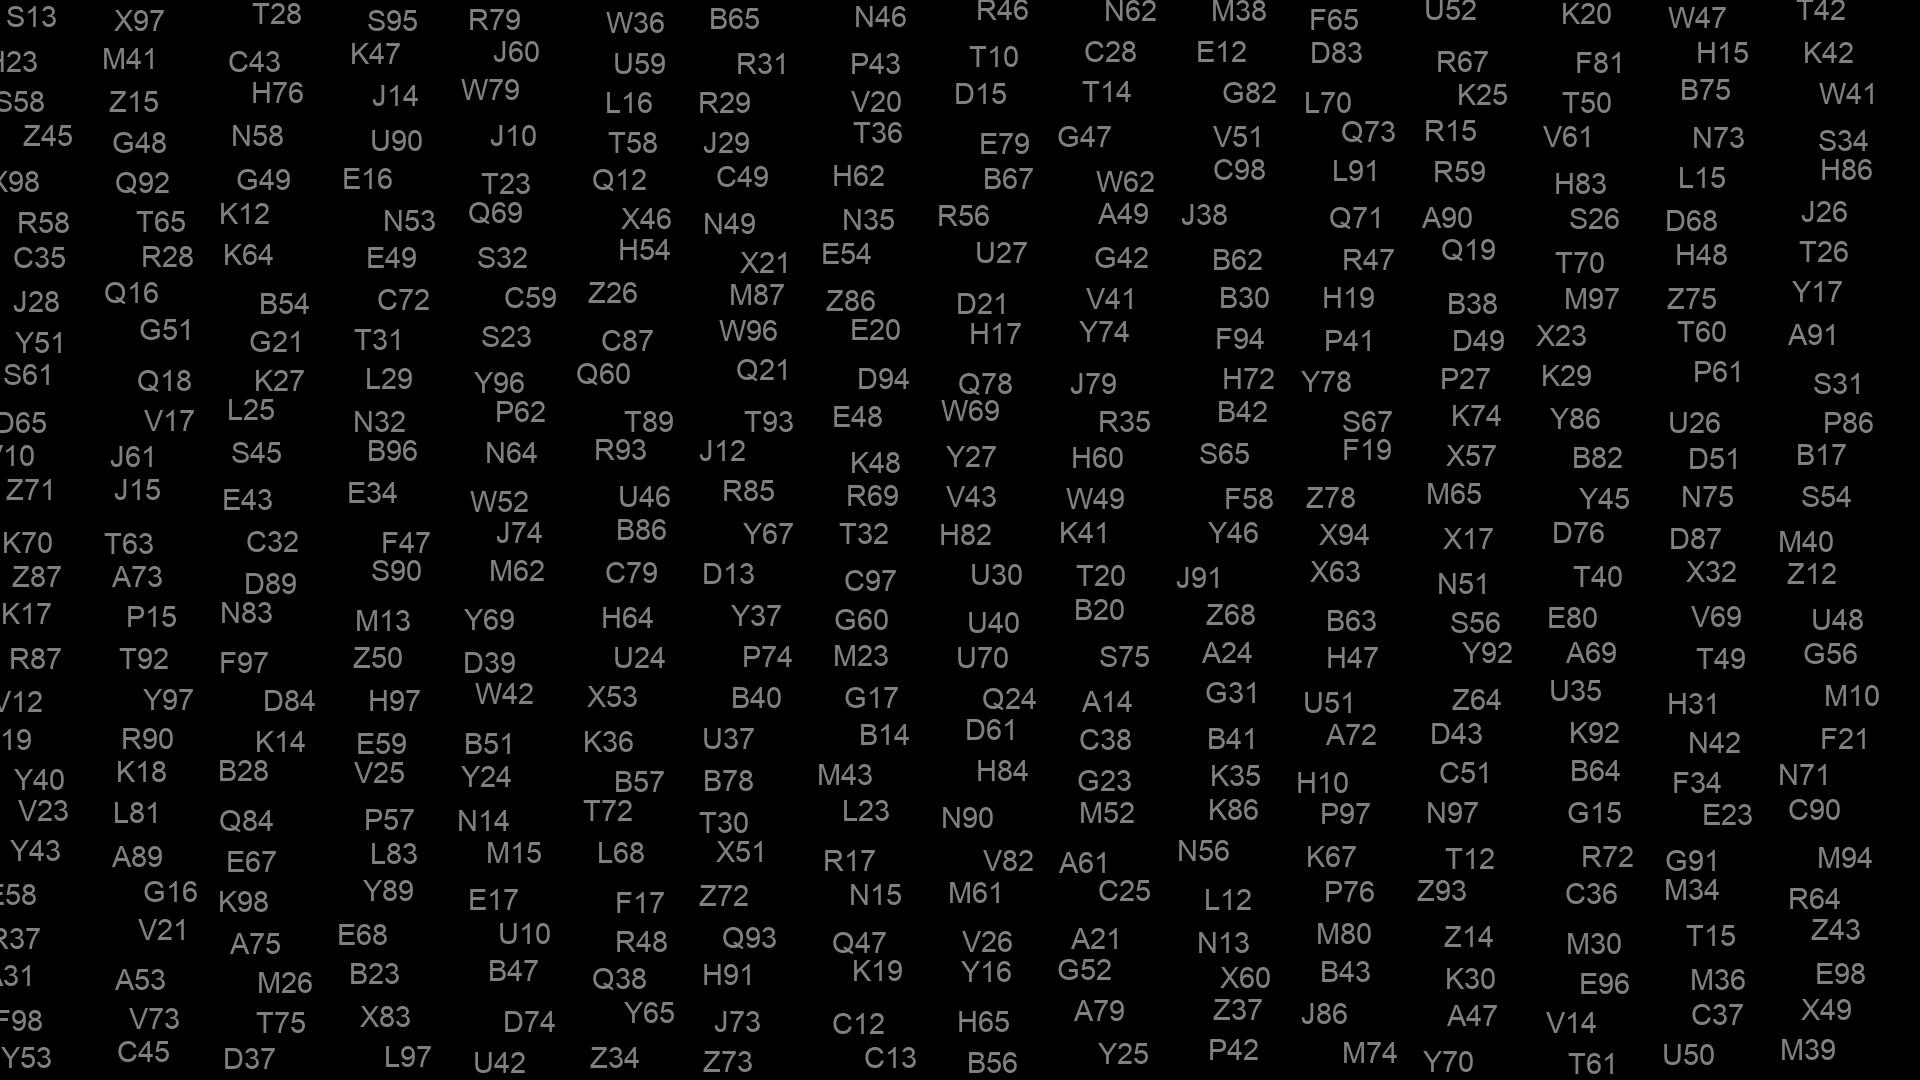 S13 X97 T28 S95 R79 W36 B65 N46 R46 N62 M38 F65 U52 K20 W47 T42
H23 M41 C43 K47 J60 U59 R31 P43 T10 C28 E12 D83 R67 F81 H15 K42
S58 Z15 H76 J14 W79 L16 R29 V20 D15 T14 G82 L70 K25 T50 B75 W41
Z45 G48 N58 U90 J10 T58 J29 T36 E79 G47 V51 Q73 R15 V61 N73 S34
X98 Q92 G49 E16 T23 Q12 C49 H62 B67 W62 C98 L91 R59 H83 L15 H86
R58 T65 K12 N53 Q69 X46 N49 N35 R56 A49 J38 Q71 A90 S26 D68 J26
C35 R28 K64 E49 S32 H54 X21 E54 U27 G42 B62 R47 Q19 T70 H48 T26
J28 Q16 B54 C72 C59 Z26 M87 Z86 D21 V41 B30 H19 B38 M97 Z75 Y17
Y51 G51 G21 T31 S23 C87 W96 E20 H17 Y74 F94 P41 D49 X23 T60 A91
S61 Q18 K27 L29 Y96 Q60 Q21 D94 Q78 J79 H72 Y78 P27 K29 P61 S31
D65 V17 L25 N32 P62 T89 T93 E48 W69 R35 B42 S67 K74 Y86 U26 P86
10 J61 S45 B96 N64 R93 J12 K48 Y27 H60 S65 F19 X57 B82 D51 B17
Z71 J15 E43 E34 W52 U46 R85 R69 V43 W49 F58 Z78 M65 Y45 N75 S54
K70 T63 C32 F47 J74 B86 Y67 T32 H82 K41 Y46 X94 X17 D76 D87 M40
Z87 A73 D89 S90 M62 C79 D13 C97 U30 T20 J91 X63 N51 T40 X32 Z12
K17 P15 N83 M13 Y69 H64 Y37 G60 U40 B20 Z68 B63 S56 E80 V69 U48
R87 T92 F97 Z50 D39 U24 P74 M23 U70 S75 A24 H47 Y92 A69 T49 G56
V12 Y97 D84 H97 W42 X53 B40 G17 Q24 A14 G31 U51 Z64 U35 H31 M10
19 R90 K14 E59 B51 K36 U37 B14 D61 C38 B41 A72 D43 K92 N42 F21
Y40 K18 B28 V25 Y24 B57 B78 M43 H84 G23 K35 H10 C51 B64 F34 N71
V23 L81 Q84 P57 N14 T72 T30 L23 N90 M52 K86 P97 N97 G15 E23 C90
Y43 A89 E67 L83 M15 L68 X51 R17 V82 A61 N56 K67 T12 R72 G91 M94
E58 G16 K98 Y89 E17 F17 Z72 N15 M61 C25 L12 P76 Z93 C36 M34 R64
R37 V21 A75 E68 U10 R48 Q93 Q47 V26 A21 N13 M80 Z14 M30 T15 Z43
A31 A53 M26 B23 B47 Q38 H91 K19 Y16 G52 X60 B43 K30 E96 M36 E98
F98 V73 T75 X83 D74 Y65 J73 C12 H65 A79 Z37 J86 A47 V14 C37 X49
Y53 C45 D37 L97 U42 Z34 Z73 C13 B56 Y25 P42 M74 Y70 T61 U50 M39